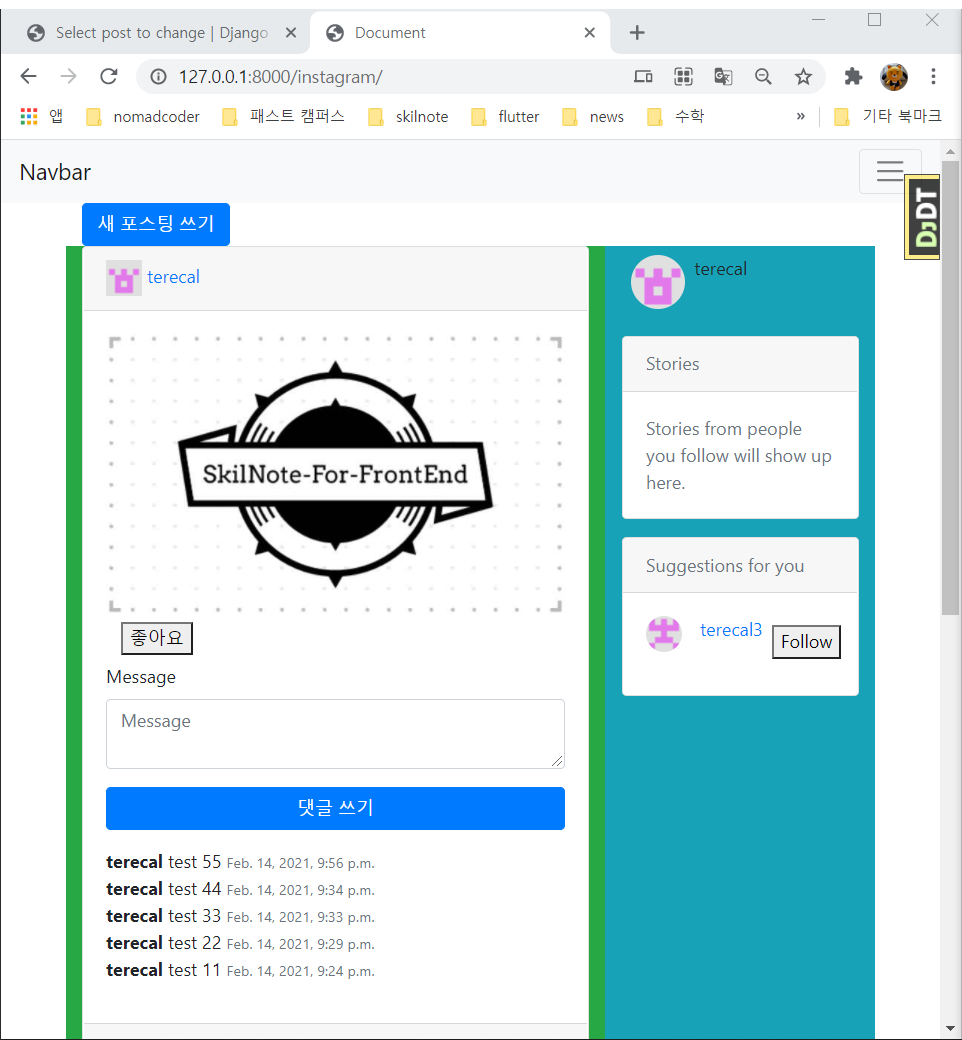 Select post to change | Django
Document
127.0.0.1:8000/instagram/
앱
nomadcoder
패스트 캠퍼스
skilnote
flutter
news
수학
»
기타 북마크
Navbar
DJDT
새 포스팅 쓰기
terecal
terecal
SkilNote-For-FrontEnd
Stories
Stories from people
you follow will show up
here.
Suggestions for you
terecal3
Follow
좋아요
Message
Message
댓글 쓰기
terecal test 55 Feb. 14, 2021, 9:56 p.m.
terecal test 44 Feb. 14, 2021, 9:34 p.m.
terecal test 33 Feb. 14, 2021, 9:33 p.m.
terecal test 22 Feb. 14, 2021, 9:29 p.m.
terecal test 11 Feb. 14, 2021, 9:24 p.m.